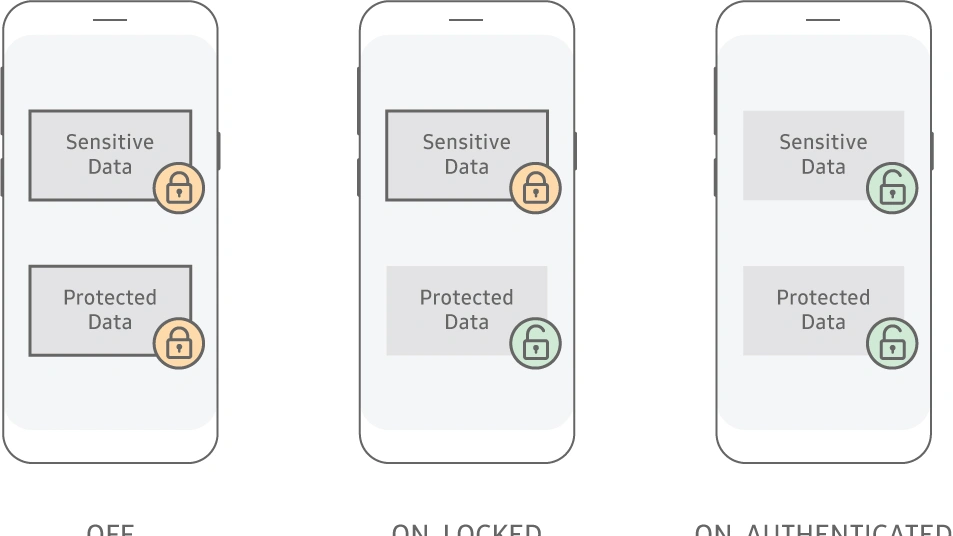 Sensitive
Data
Protected
Data
Sensitive
Data
Protected
Data
Sensitive
Data
Protected
Data
OFF
ON, LOCKED
ON, AUTHENTICATED